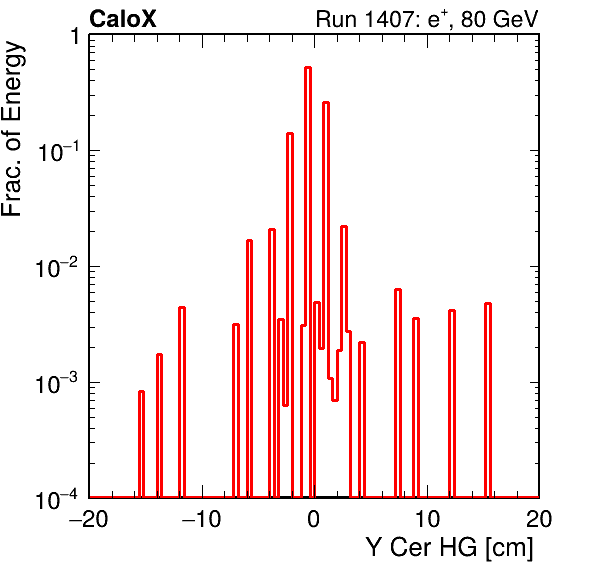 CaloX
Run 1407: e⁺, 80 GeV
Frac. of Energy
1
10⁻¹
10⁻²
10⁻³
10⁻⁴
−20
−10
0
10
20
Y Cer HG [cm]